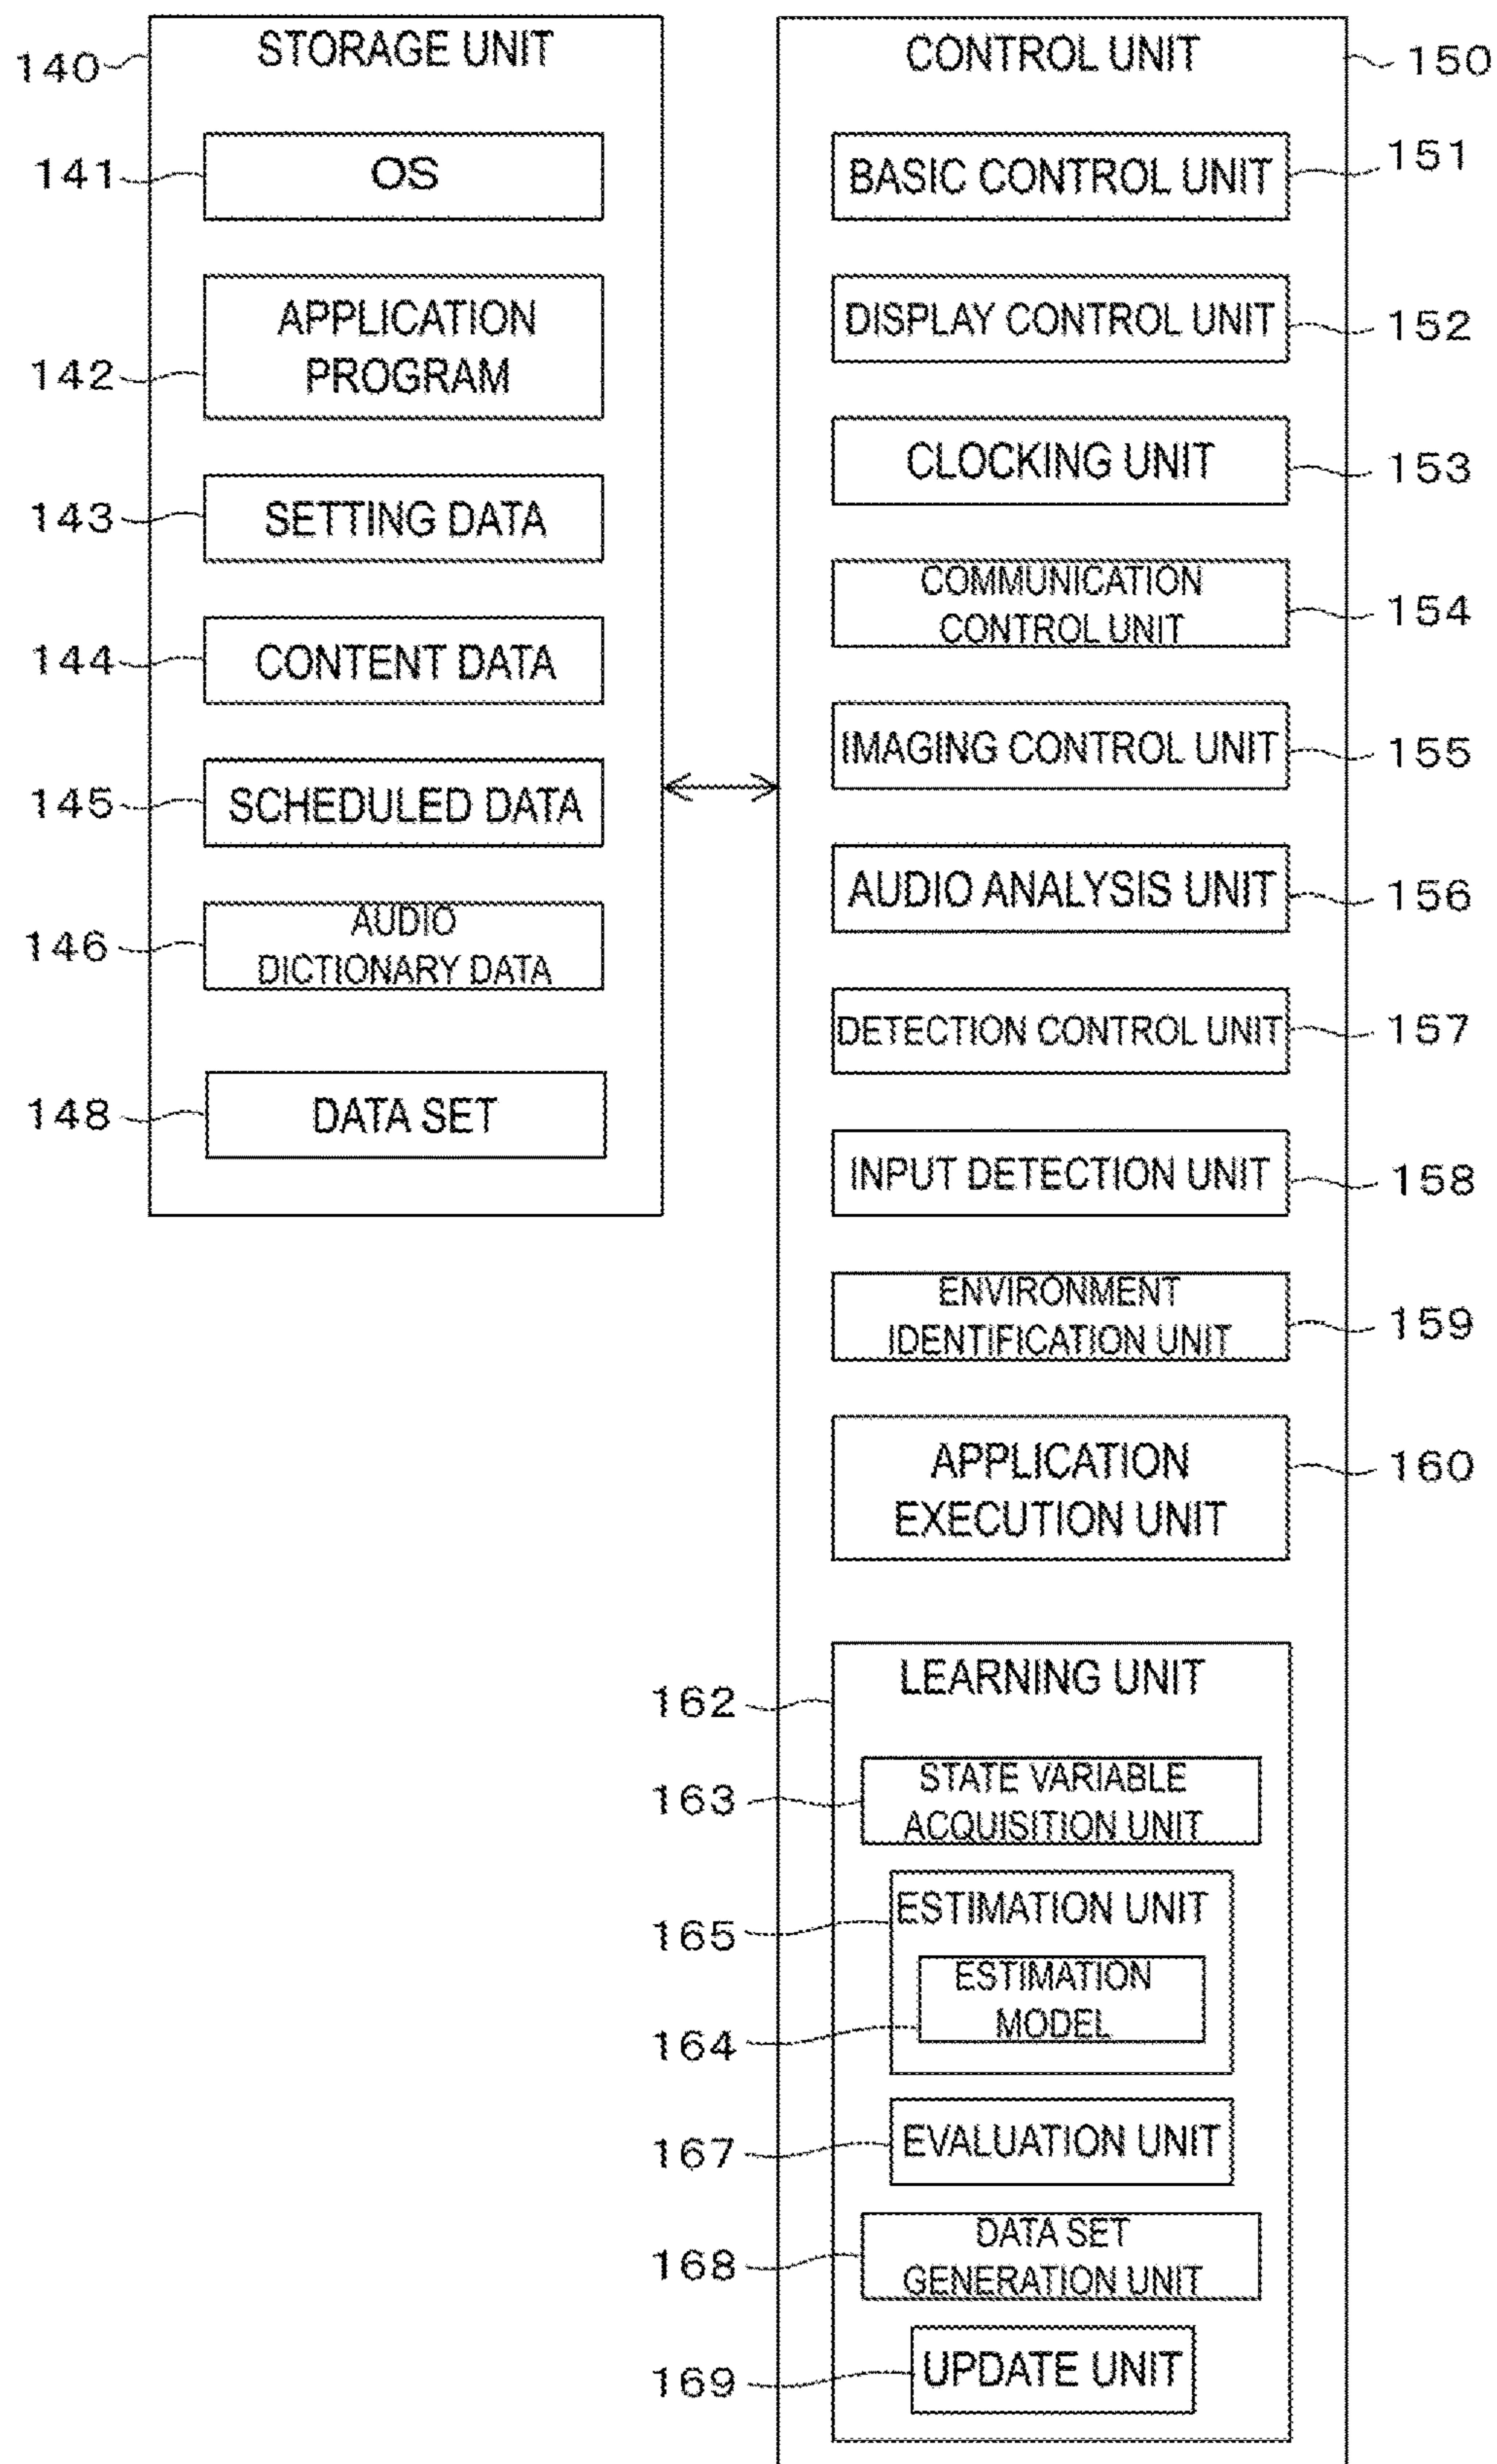 STORAGE UNIT
140
OS
141
APPLICATION
PROGRAM
142
SETTING DATA
143
CONTENT DATA
144
SCHEDULED DATA
145
AUDIO
DICTIONARY DATA
146
DATA SET
148
CONTROL UNIT
150
BASIC CONTROL UNIT
151
DISPLAY CONTROL UNIT
152
CLOCKING UNIT
153
COMMUNICATION
CONTROL UNIT
154
IMAGING CONTROL UNIT
155
AUDIO ANALYSIS UNIT
156
DETECTION CONTROL UNIT
157
INPUT DETECTION UNIT
158
ENVIRONMENT
IDENTIFICATION UNIT
159
APPLICATION
EXECUTION UNIT
160
LEARNING UNIT
162
STATE VARIABLE
ACQUISITION UNIT
163
ESTIMATION UNIT
165
ESTIMATION
MODEL
164
EVALUATION UNIT
167
DATA SET
GENERATION UNIT
168
UPDATE UNIT
169